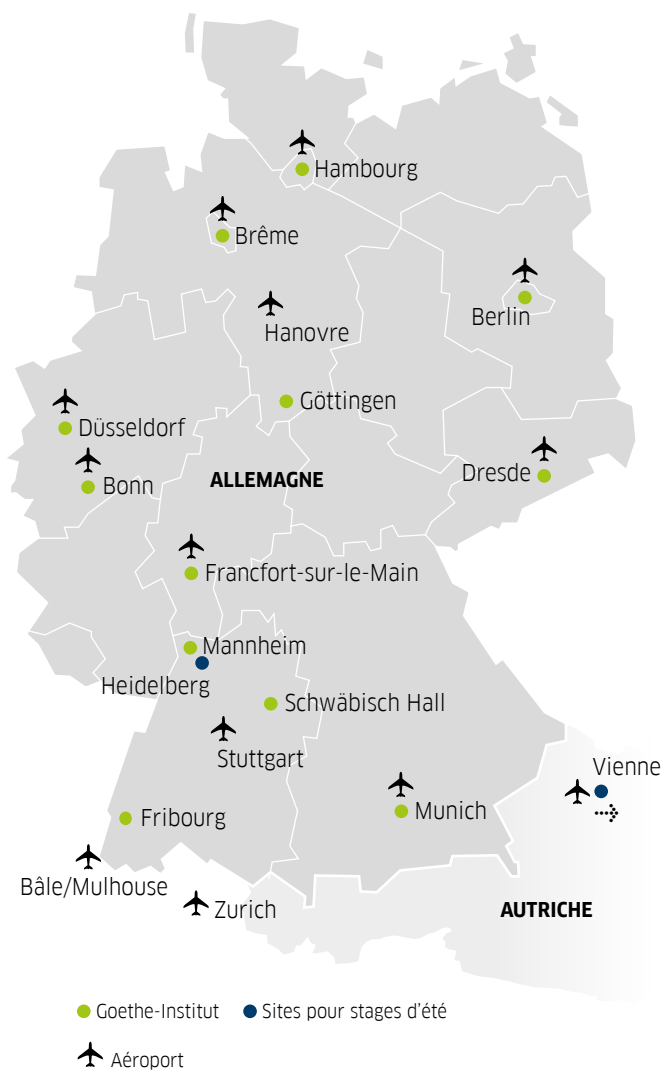 Hambourg
Brême
Berlin
Hanovre
Göttingen
Düsseldorf
Dresde
ALLEMAGNE
Bonn
Francfort-sur-le-Main
Mannheim
Heidelberg
Schwäbisch Hall
Stuttgart
Vienne
Munich
Fribourg
Bâle/Mulhouse
Zurich
AUTRICHE
Goethe-Institut
Sites pour stages d'été
Aéroport